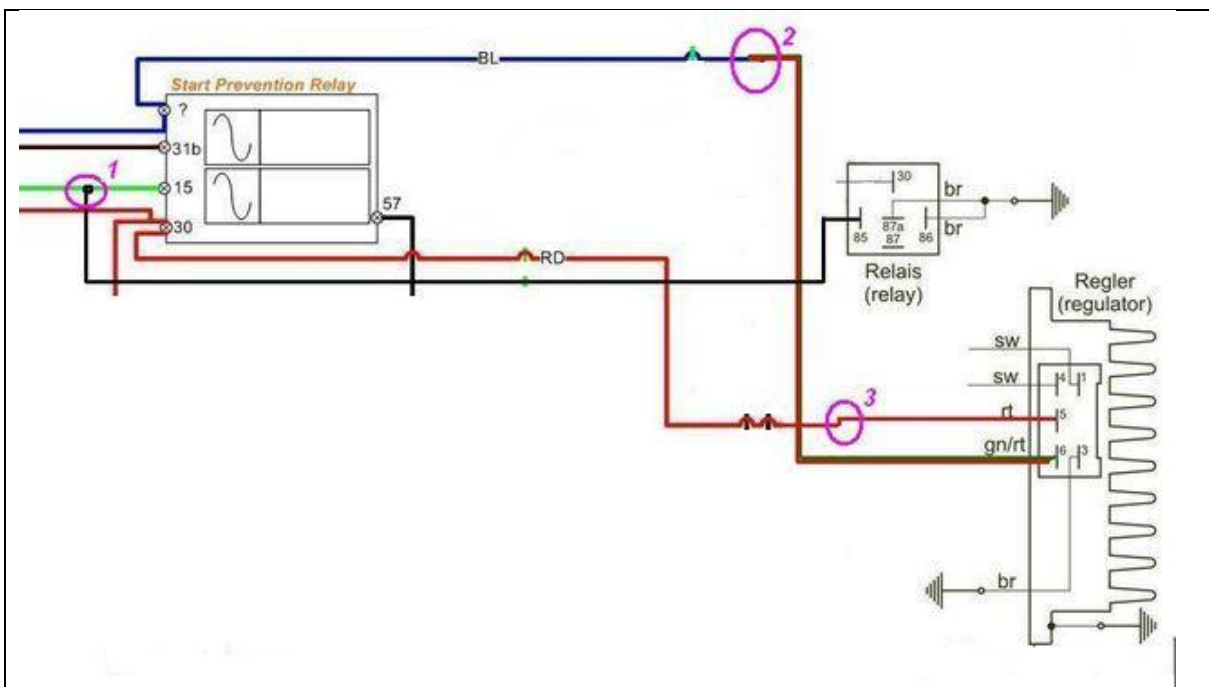 2
BL
Start Prevention Relay
?
31b
1
15
57
30
RD
30
br
87a
85
87
86
br
Relais
(relay)
Regler
(regulator)
sw
4
1
sw
3
rt
5
gn/rt
6
3
br